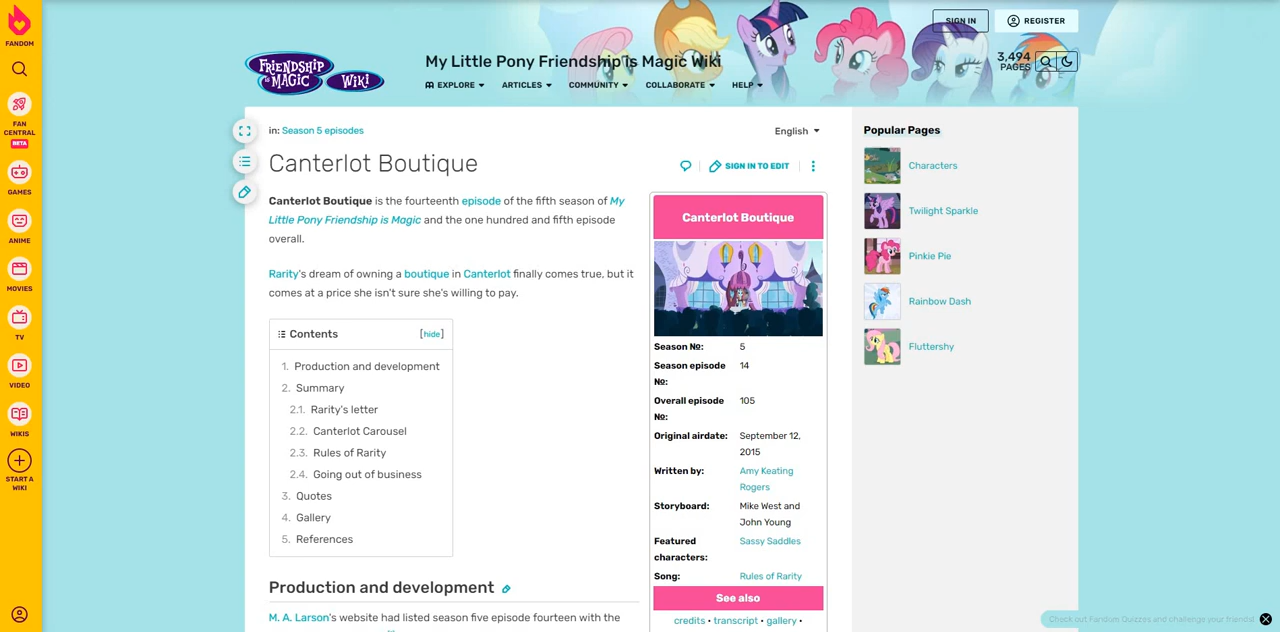 FANDOM
FAN CENTRAL
BETA
GAMES
ANIME
MOVIES
TV
VIDEO
WIKIS
START A WIKI
SIGN IN
REGISTER
FRIENDSHIP IS MAGIC WIKI
My Little Pony Friendship is Magic Wiki
3,494 PAGES
EXPLORE ARTICLES COMMUNITY COLLABORATE HELP
in: Season 5 episodes
English
Canterlot Boutique
SIGN IN TO EDIT
Canterlot Boutique is the fourteenth episode of the fifth season of My
Little Pony Friendship is Magic and the one hundred and fifth episode
overall.
Rarity's dream of owning a boutique in Canterlot finally comes true, but it
comes at a price she isn't sure she's willing to pay.
Contents [hide]
1. Production and development
2. Summary
2.1. Rarity's letter
2.2. Canterlot Carousel
2.3. Rules of Rarity
2.4. Going out of business
3. Quotes
4. Gallery
5. References
Production and development
M. A. Larson's website had listed season five episode fourteen with the
Canterlot Boutique
Season №: 5
Season episode №: 14
Overall episode №: 105
Original airdate: September 12, 2015
Written by: Amy Keating Rogers
Storyboard: Mike West and John Young
Featured characters: Sassy Saddles
Song: Rules of Rarity
See also
credits • transcript • gallery •
Popular Pages
Characters
Twilight Sparkle
Pinkie Pie
Rainbow Dash
Fluttershy
Check out Fandom Quizzes and challenge your friends!